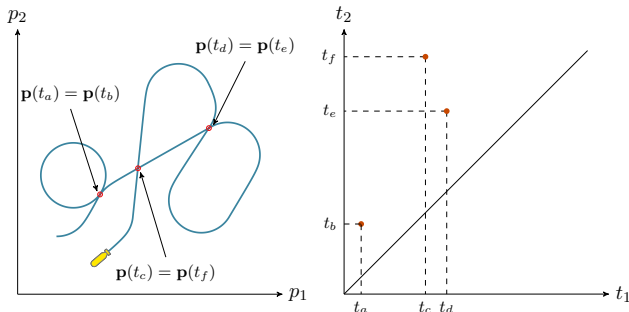 p₂
p(t_d) = p(t_e)
p(t_a) = p(t_b)
p(t_c) = p(t_f)
p₁
t₂
t_f
t_e
t_b
t_a t_c t_d
t₁